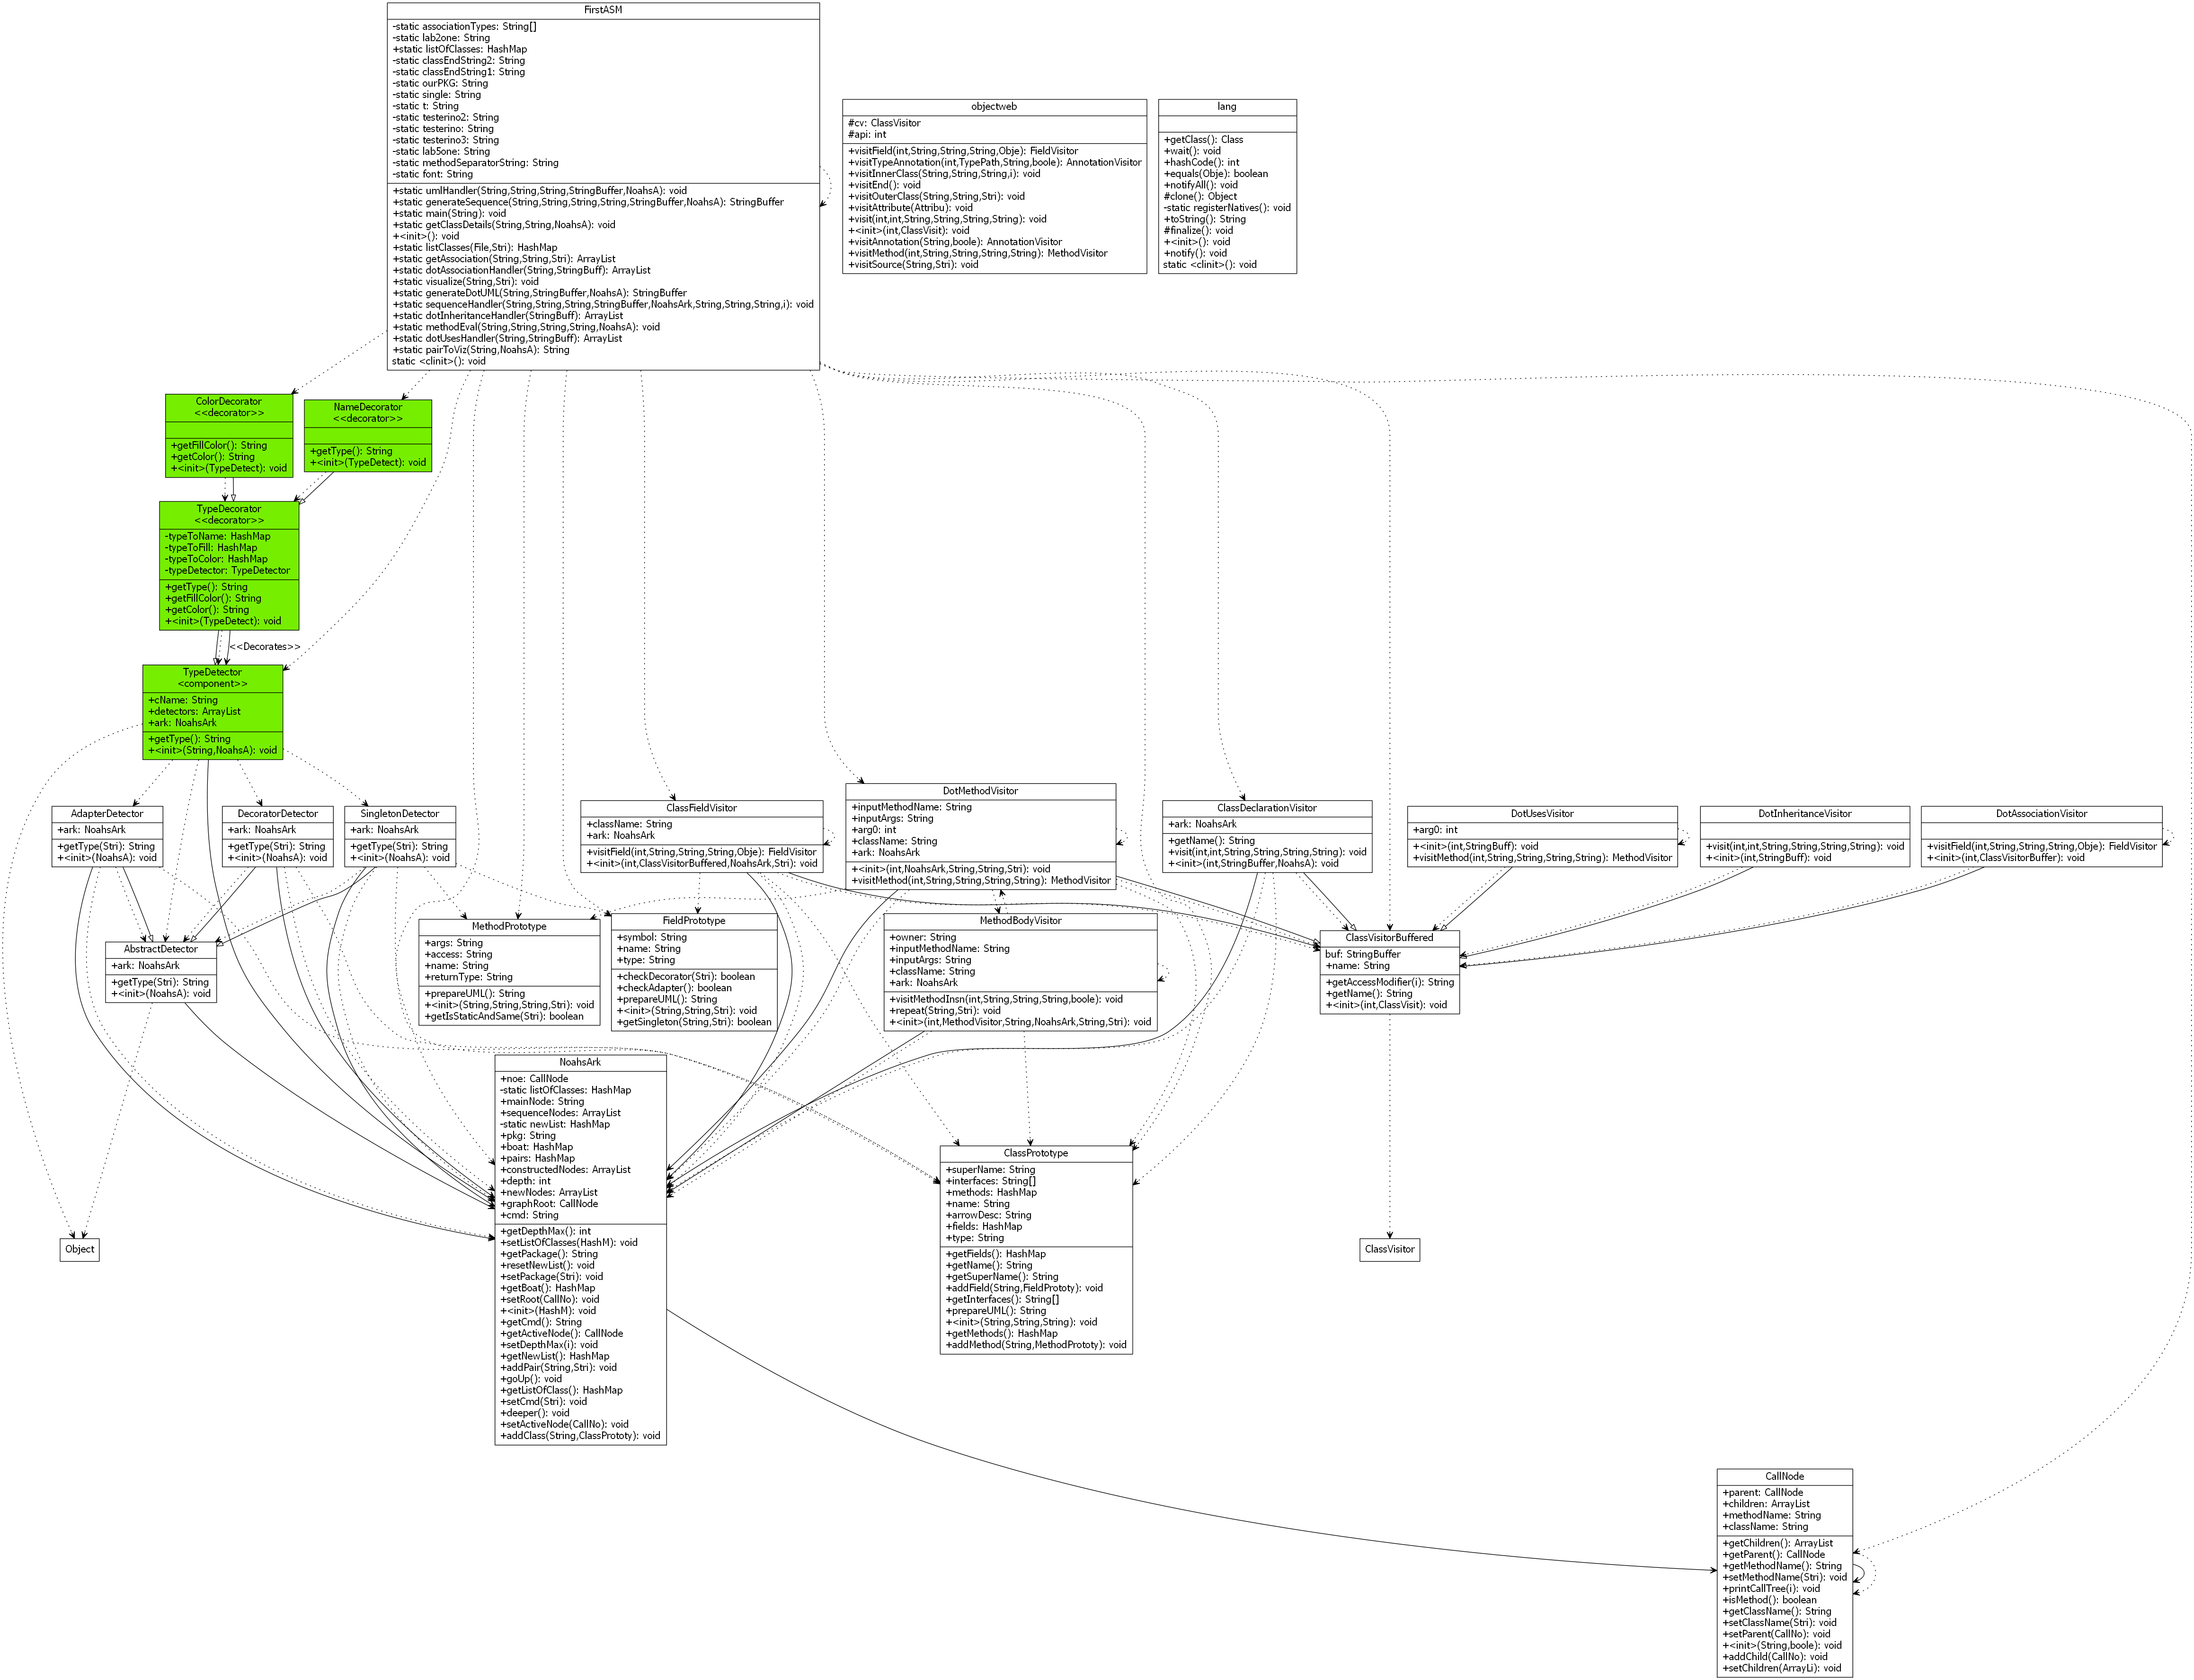 FirstASM
-static associationTypes: String[]
-static lab2one: String
+static listOfClasses: HashMap
-static classEndString2: String
-static classEndString1: String
-static ourPKG: String
-static single: String
-static t: String
-static testerino2: String
-static testerino: String
-static testerino3: String
-static lab5one: String
-static methodSeparatorString: String
-static font: String
+static umlHandler(String,String,String,StringBuffer,NoahsA): void
+static generateSequence(String,String,String,String,StringBuffer,NoahsA): StringBuffer
+static main(String): void
+static getClassDetails(String,String,NoahsA): void
+<init>(): void
+static listClasses(File,Stri): HashMap
+static getAssociation(String,String,Stri): ArrayList
+static dotAssociationHandler(String,StringBuff): ArrayList
+static visualize(String,Stri): void
+static generateDotUML(String,StringBuffer,NoahsA): StringBuffer
+static sequenceHandler(String,String,String,StringBuffer,NoahsArk,String,String,String,i): void
+static dotInheritanceHandler(StringBuff): ArrayList
+static methodEval(String,String,String,String,NoahsA): void
+static dotUsesHandler(String,StringBuff): ArrayList
+static pairToViz(String,NoahsA): String
static <clinit>(): void
objectweb
#cv: ClassVisitor
#api: int
+visitField(int,String,String,String,Obje): FieldVisitor
+visitTypeAnnotation(int,TypePath,String,boole): AnnotationVisitor
+visitInnerClass(String,String,String,i): void
+visitEnd(): void
+visitOuterClass(String,String,Stri): void
+visitAttribute(Attribu): void
+visit(int,int,String,String,String,String): void
+<init>(int,ClassVisit): void
+visitAnnotation(String,boole): AnnotationVisitor
+visitMethod(int,String,String,String,String): MethodVisitor
+visitSource(String,Stri): void
lang
+getClass(): Class
+wait(): void
+hashCode(): int
+equals(Obje): boolean
+notifyAll(): void
#clone(): Object
-static registerNatives(): void
+toString(): String
#finalize(): void
+<init>(): void
+notify(): void
static <clinit>(): void
ColorDecorator
<<decorator>>
+getFillColor(): String
+getColor(): String
+<init>(TypeDetect): void
NameDecorator
<<decorator>>
+getType(): String
+<init>(TypeDetect): void
TypeDecorator
<<decorator>>
-typeToName: HashMap
-typeToFill: HashMap
-typeToColor: HashMap
-typeDetector: TypeDetector
+getType(): String
+getFillColor(): String
+getColor(): String
+<init>(TypeDetect): void
<<Decorates>>
TypeDetector
<component>>
+cName: String
+detectors: ArrayList
+ark: NoahsArk
+getType(): String
+<init>(String,NoahsA): void
AdapterDetector
+ark: NoahsArk
+getType(Stri): String
+<init>(NoahsA): void
DecoratorDetector
+ark: NoahsArk
+getType(Stri): String
+<init>(NoahsA): void
SingletonDetector
+ark: NoahsArk
+getType(Stri): String
+<init>(NoahsA): void
ClassFieldVisitor
+className: String
+ark: NoahsArk
+visitField(int,String,String,String,Obje): FieldVisitor
+<init>(int,ClassVisitorBuffered,NoahsArk,Stri): void
DotMethodVisitor
+inputMethodName: String
+inputArgs: String
+arg0: int
+className: String
+ark: NoahsArk
+<init>(int,NoahsArk,String,String,Stri): void
+visitMethod(int,String,String,String,String): MethodVisitor
ClassDeclarationVisitor
+ark: NoahsArk
+getName(): String
+visit(int,int,String,String,String,String): void
+<init>(int,StringBuffer,NoahsA): void
DotUsesVisitor
+arg0: int
+<init>(int,StringBuff): void
+visitMethod(int,String,String,String,String): MethodVisitor
DotInheritanceVisitor
+visit(int,int,String,String,String,String): void
+<init>(int,StringBuff): void
DotAssociationVisitor
+visitField(int,String,String,String,Obje): FieldVisitor
+<init>(int,ClassVisitorBuffer): void
AbstractDetector
+ark: NoahsArk
+getType(Stri): String
+<init>(NoahsA): void
MethodPrototype
+args: String
+access: String
+name: String
+returnType: String
+prepareUML(): String
+<init>(String,String,String,Stri): void
+getIsStaticAndSame(Stri): boolean
FieldPrototype
+symbol: String
+name: String
+type: String
+checkDecorator(Stri): boolean
+checkAdapter(): boolean
+prepareUML(): String
+<init>(String,String,Stri): void
+getSingleton(String,Stri): boolean
MethodBodyVisitor
+owner: String
+inputMethodName: String
+inputArgs: String
+className: String
+ark: NoahsArk
+visitMethodInsn(int,String,String,String,boole): void
+repeat(String,Stri): void
+<init>(int,MethodVisitor,String,NoahsArk,String,Stri): void
ClassVisitorBuffered
buf: StringBuffer
+name: String
+getAccessModifier(i): String
+getName(): String
+<init>(int,ClassVisit): void
NoahsArk
+noe: CallNode
-static listOfClasses: HashMap
+mainNode: String
+sequenceNodes: ArrayList
-static newList: HashMap
+pkg: String
+boat: HashMap
+pairs: HashMap
+constructedNodes: ArrayList
+depth: int
+newNodes: ArrayList
+graphRoot: CallNode
+cmd: String
+getDepthMax(): int
+setListOfClasses(HashM): void
+getPackage(): String
+resetNewList(): void
+setPackage(Stri): void
+getBoat(): HashMap
+setRoot(CallNo): void
+<init>(HashM): void
+getCmd(): String
+getActiveNode(): CallNode
+setDepthMax(i): void
+getNewList(): HashMap
+addPair(String,Stri): void
+goUp(): void
+getListOfClass(): HashMap
+setCmd(Stri): void
+deeper(): void
+setActiveNode(CallNo): void
+addClass(String,ClassPrototy): void
ClassPrototype
+superName: String
+interfaces: String[]
+methods: HashMap
+name: String
+arrowDesc: String
+fields: HashMap
+type: String
+getFields(): HashMap
+getName(): String
+getSuperName(): String
+addField(String,FieldPrototy): void
+getInterfaces(): String[]
+prepareUML(): String
+<init>(String,String,String): void
+getMethods(): HashMap
+addMethod(String,MethodPrototy): void
Object
ClassVisitor
CallNode
+parent: CallNode
+children: ArrayList
+methodName: String
+className: String
+getChildren(): ArrayList
+getParent(): CallNode
+getMethodName(): String
+setMethodName(Stri): void
+printCallTree(i): void
+isMethod(): boolean
+getClassName(): String
+setClassName(Stri): void
+setParent(CallNo): void
+<init>(String,boole): void
+addChild(CallNo): void
+setChildren(ArrayLi): void